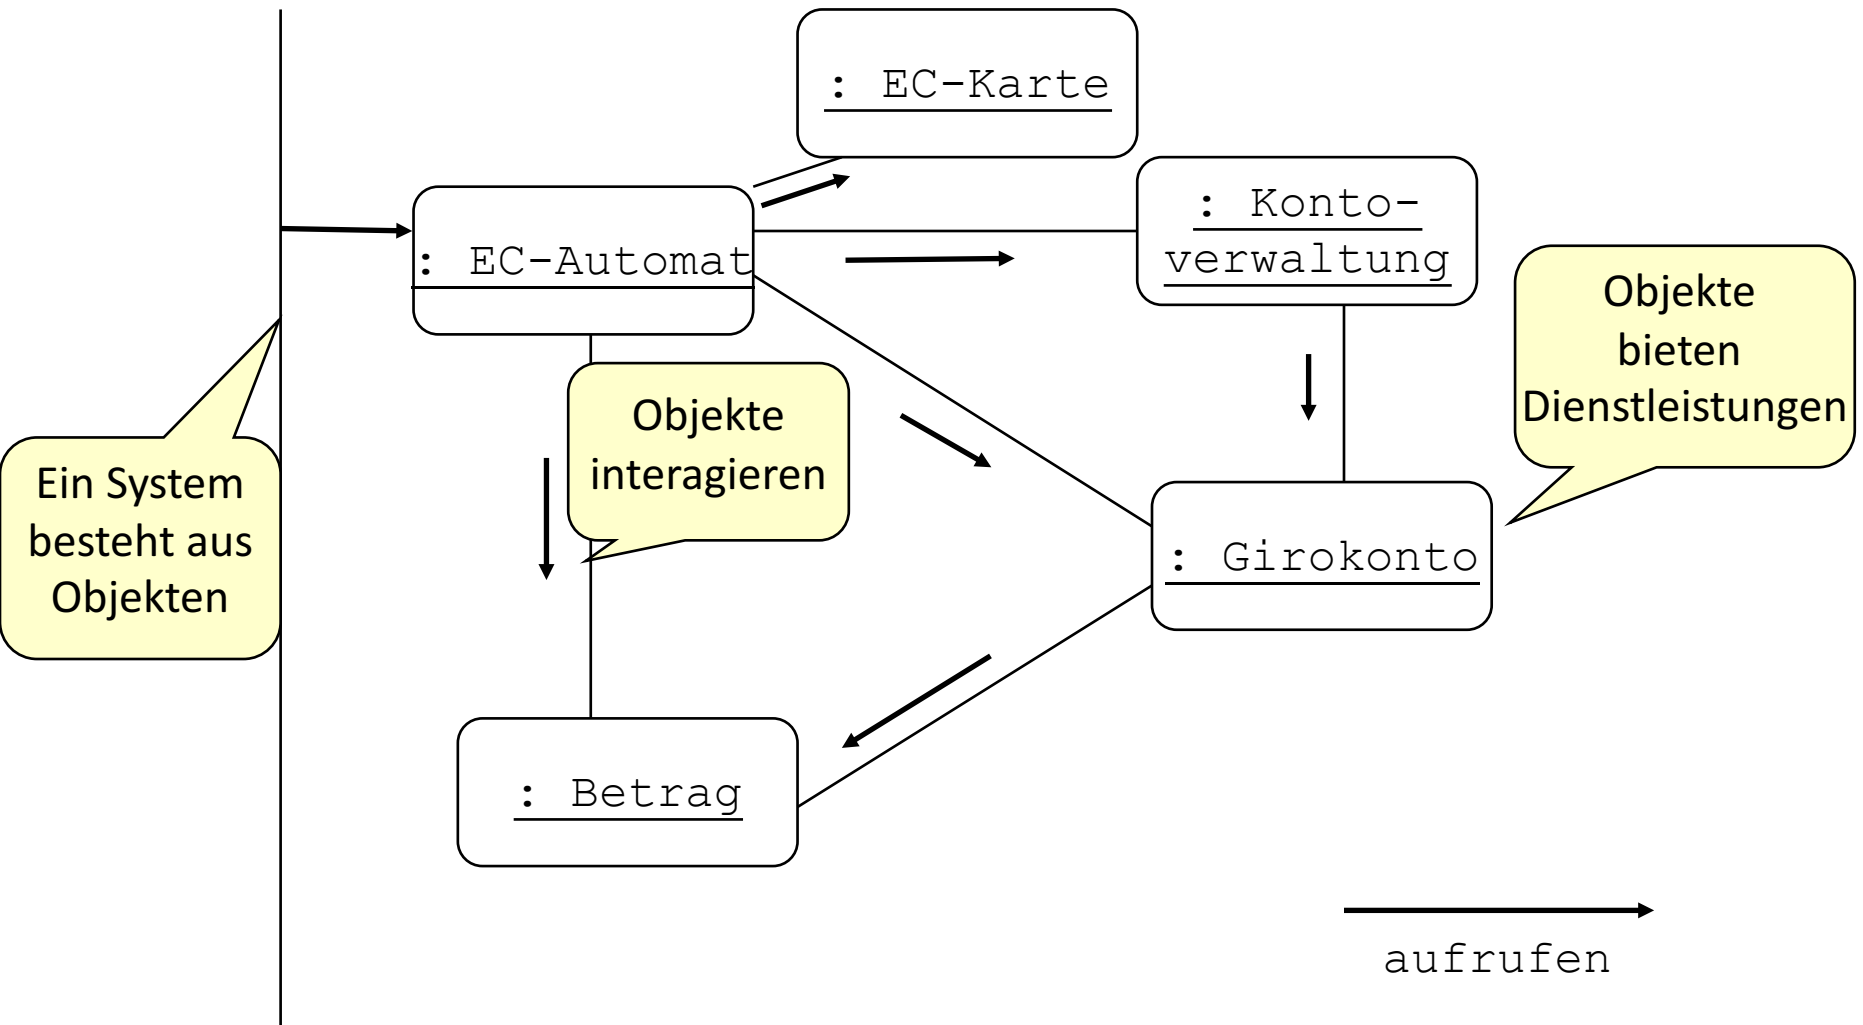 : EC-Karte
: Konto-
verwaltung
: EC-Automat
Objekte
bieten
Dienstleistungen
Objekte
interagieren
Ein System
besteht aus
Objekten
: Girokonto
: Betrag
aufrufen